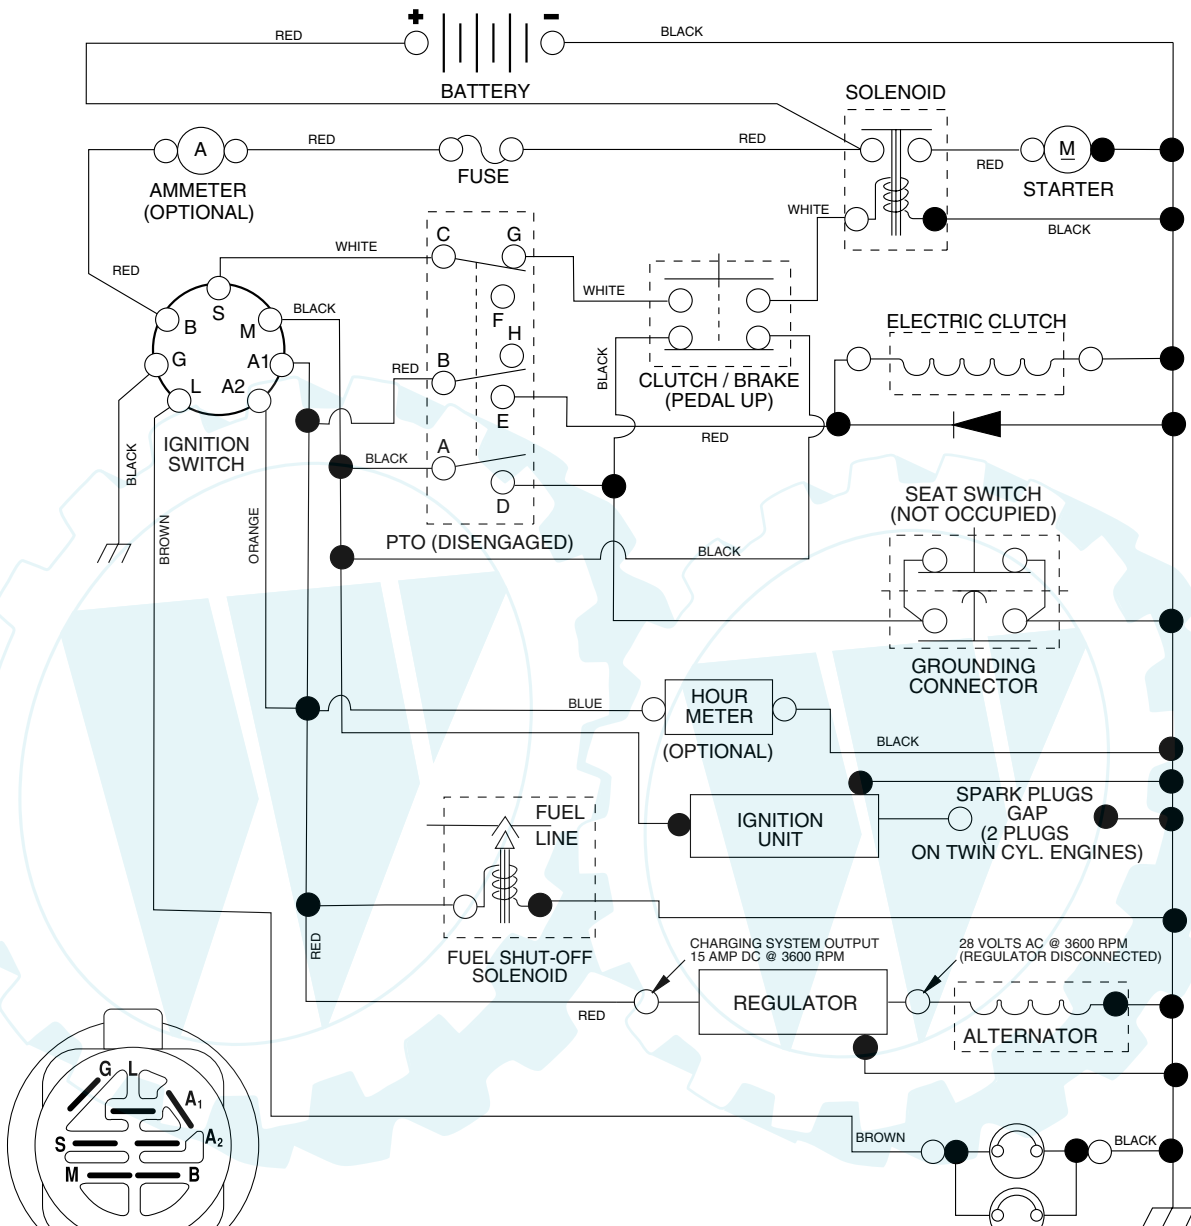 + -
RED
BLACK
BATTERY
SOLENOID
A
RED
RED
RED
M
AMMETER
(OPTIONAL)
FUSE
STARTER
WHITE
BLACK
C
G
WHITE
RED
S
BLACK
F
WHITE
B
M
H
ELECTRIC CLUTCH
G
A1
B
RED
BLACK
CLUTCH / BRAKE
(PEDAL UP)
L
A2
E
RED
IGNITION
SWITCH
A
BLACK
BLACK
D
SEAT SWITCH
(NOT OCCUPIED)
BROWN
ORANGE
PTO (DISENGAGED)
BLACK
GROUNDING
CONNECTOR
BLUE
HOUR
METER
(OPTIONAL)
BLACK
FUEL
LINE
IGNITION
UNIT
SPARK PLUGS
GAP
(2 PLUGS
ON TWIN CYL. ENGINES)
RED
FUEL SHUT-OFF
SOLENOID
CHARGING SYSTEM OUTPUT
15 AMP DC @ 3600 RPM
28 VOLTS AC @ 3600 RPM
(REGULATOR DISCONNECTED)
RED
REGULATOR
ALTERNATOR
G
L
A1
A2
S
M
B
BROWN
BLACK